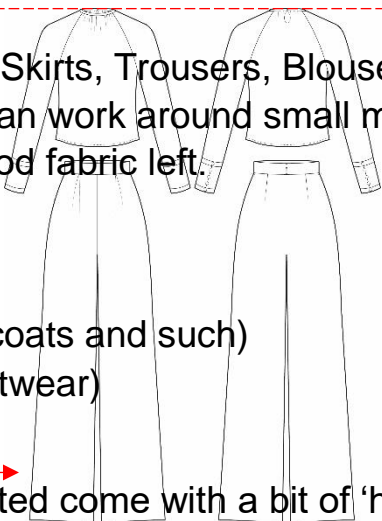 Skirts, Trousers, Blouse
an work around small m
od fabric left.
coats and such)
twear)
ted come with a bit of ‘h